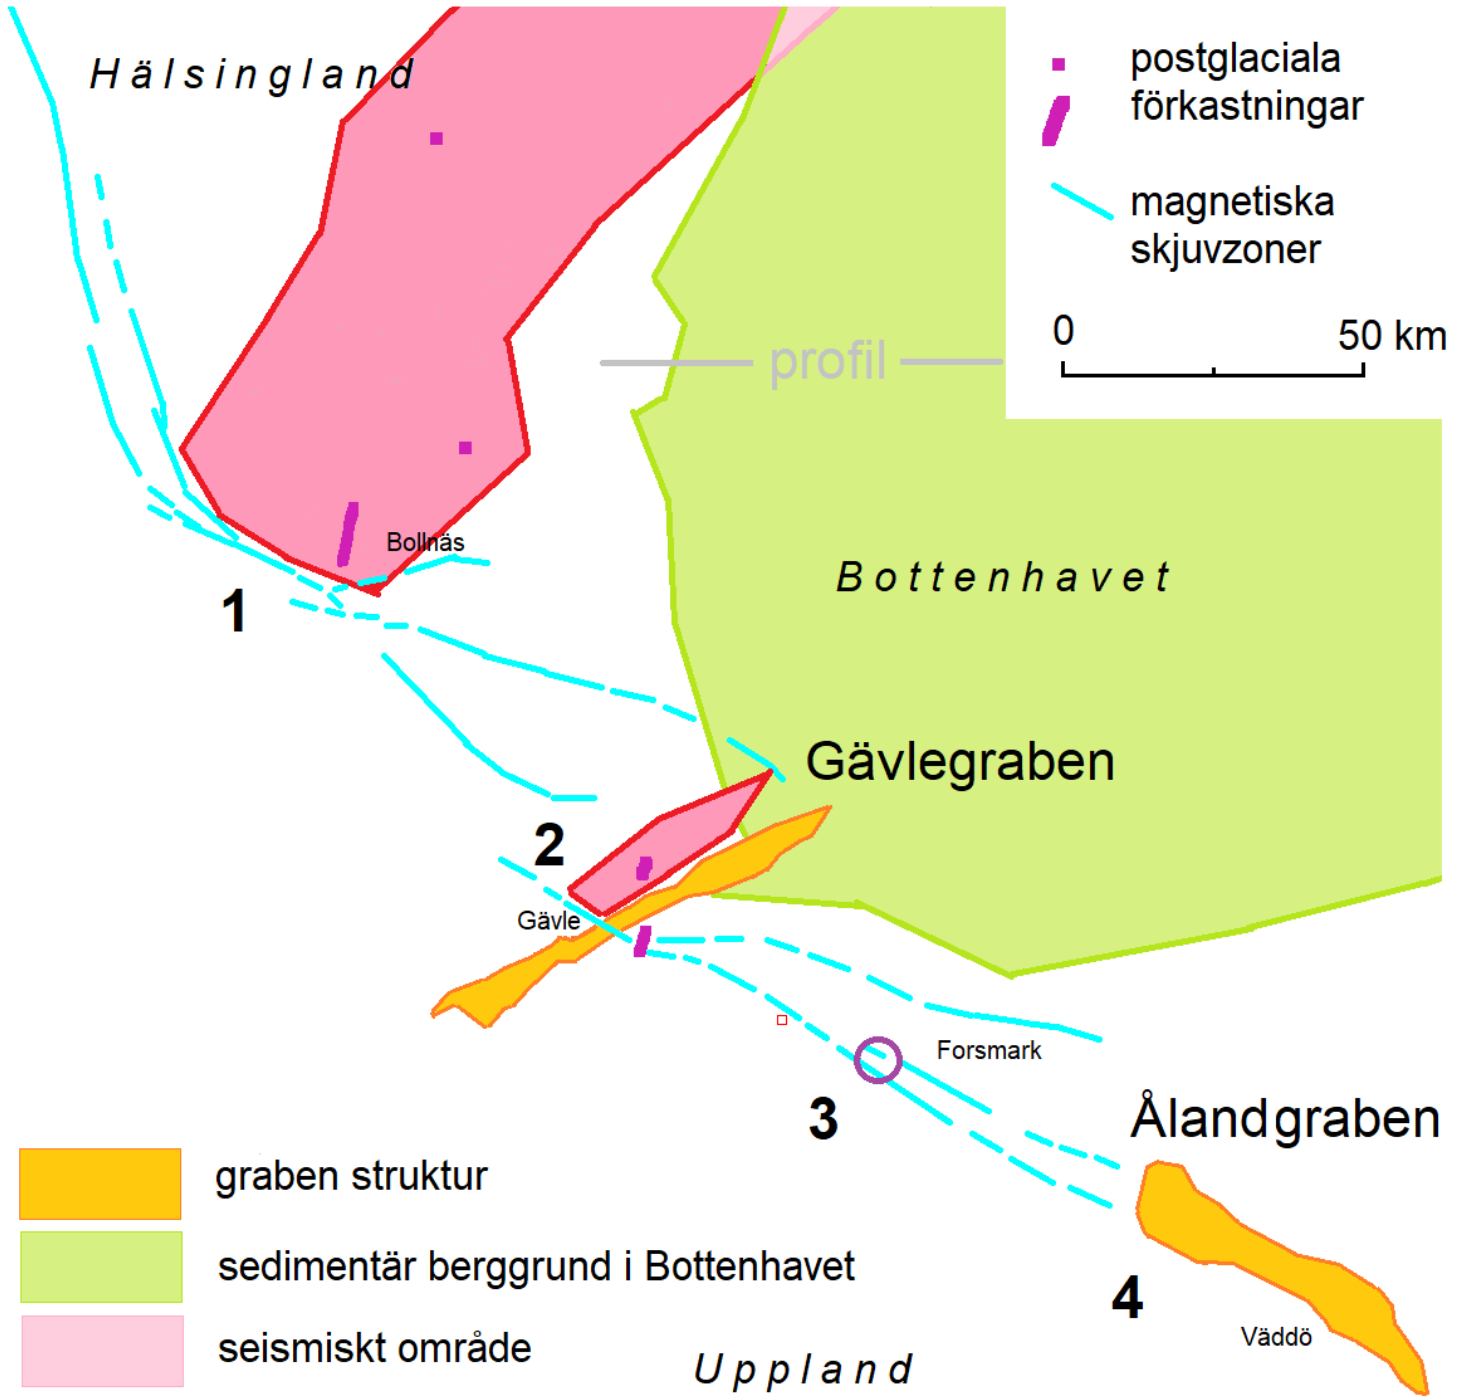 Hälsingland
postglaciala
förkastningar
magnetiska
skjuvzoner
0 50 km
profil
Bollnäs
1
Bottenhavet
Gävlegraben
2
Gävle
Forsmark
3
Ålandgraben
graben struktur
sedimentär berggrund i Bottenhavet
4
Väddö
seismiskt område
Uppland